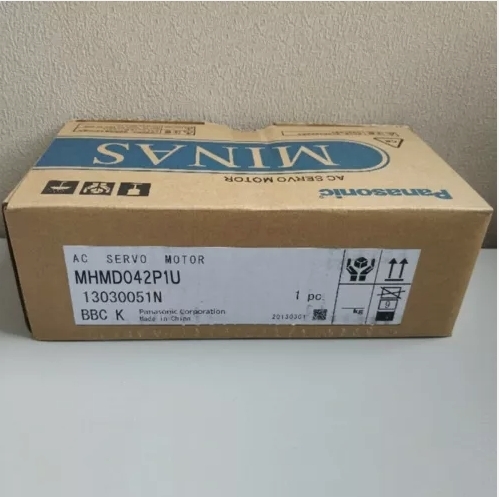 MINAS
AC SERVO MOTOR
Panasonic
AC SERVO MOTOR
MHMD042P1U
13030051N
1 pc
BBC K
Panasonic Corporation
Made in China
20130301
kg